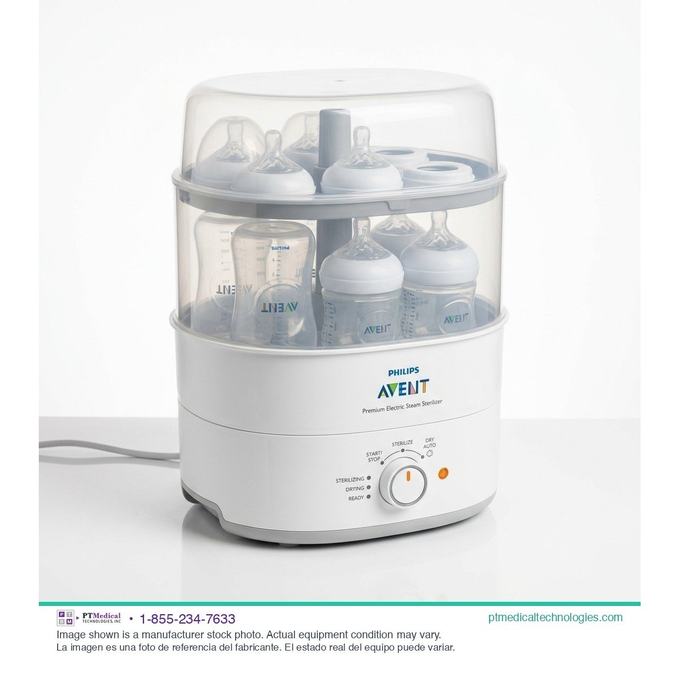 PHILIPS
AVENT
AVENT
AVENT
AVENT
PHILIPS
AVENT
Premium Electric Steam Sterilizer
START/
STOP
STERILIZE
DRY
AUTO
STERILIZING
DRYING
READY
PTMedical
TECHNOLOGIES, INC
• 1-855-234-7633
ptmedicaltechnologies.com
Image shown is a manufacturer stock photo. Actual equipment condition may vary.
La imagen es una foto de referencia del fabricante. El estado real del equipo puede variar.